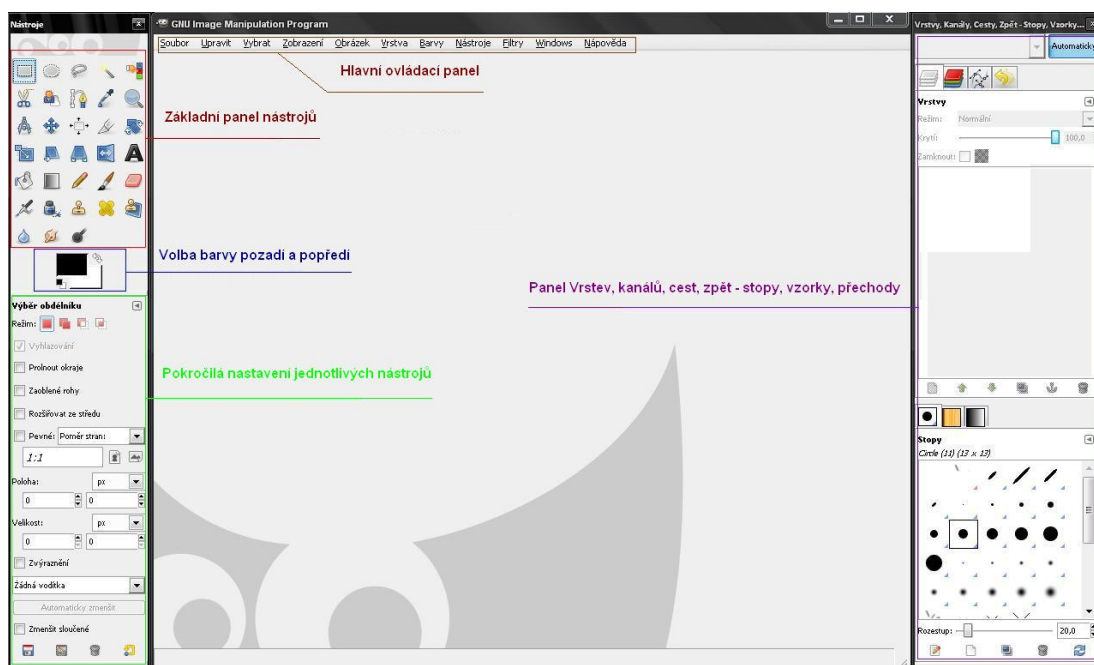 Nástroje
GNU Image Manipulation Program
Vrstvy, Kanály, Cesty, Zpět - Stopy, Vzorky...
Soubor Upravit Vybrat Zobrazení Obrázek Vrstva Barvy Nástroje Filtry Windows Nápověda
Automaticky
Hlavní ovládací panel
Základní panel nástrojů
Volba barvy pozadí a popředí
Panel Vrstev, kanálů, cest, zpět - stopy, vzorky, přechody
Pokročilá nastavení jednotlivých nástrojů
Výběr obdélníku
Režim:
Vyhlazování
Prolnout okraje
Zaoblené rohy
Rozšiřovat ze středu
Pevné: Poměr stran:
1:1
Poloha: px
0 0
Velikost: px
0 0
Zvýraznění
Žádná vodítka
Automaticky zmenšit
Zmenšit sloučené
Vrstvy
Režim: Normální
Krytí: 100,0
Zamknout:
Stopy
Circle (11) (13 x 13)
Rozestup: 20,0